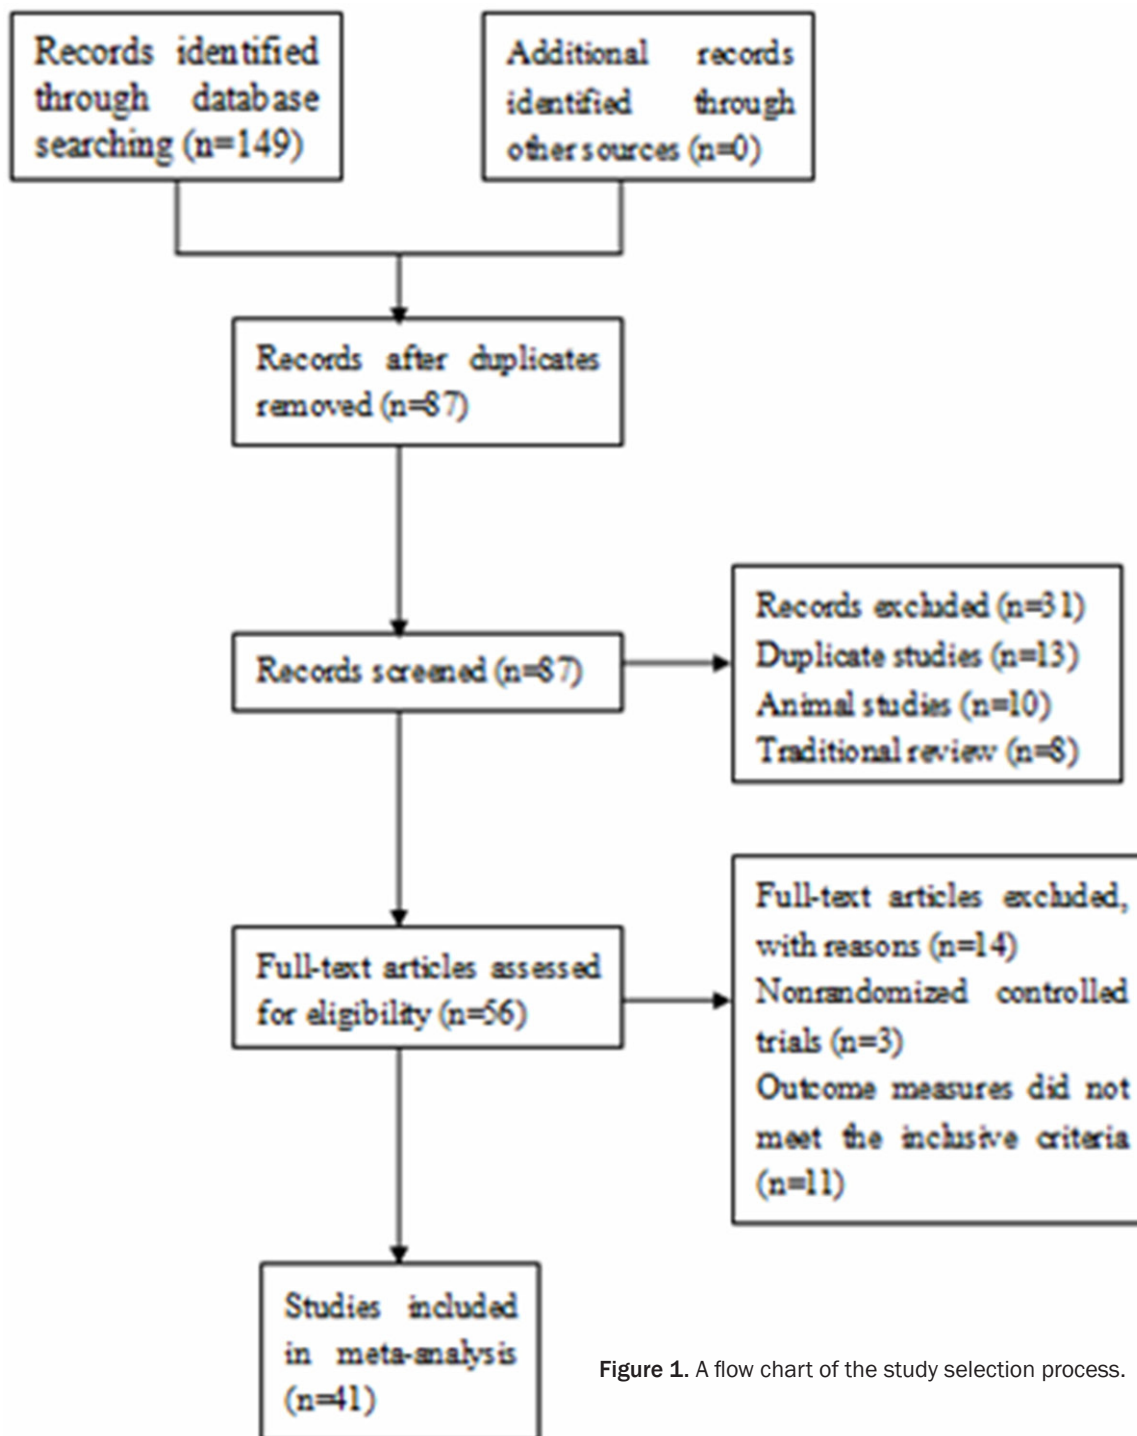 Records identified
through database
searching (n=149)
Additional records
identified through
other sources (n=0)
Records after duplicates
removed (n=87)
Records screened (n=87)
Records excluded (n=31)
Duplicate studies (n=13)
Animal studies (n=10)
Traditional review (n=8)
Full-text articles assessed
for eligibility (n=56)
Full-text articles excluded,
with reasons (n=14)
Nonrandomized controlled
trials (n=3)
Outcome measures did not
meet the inclusive criteria
(n=11)
Studies included
in meta-analysis
(n=41)
Figure 1. A flow chart of the study selection process.